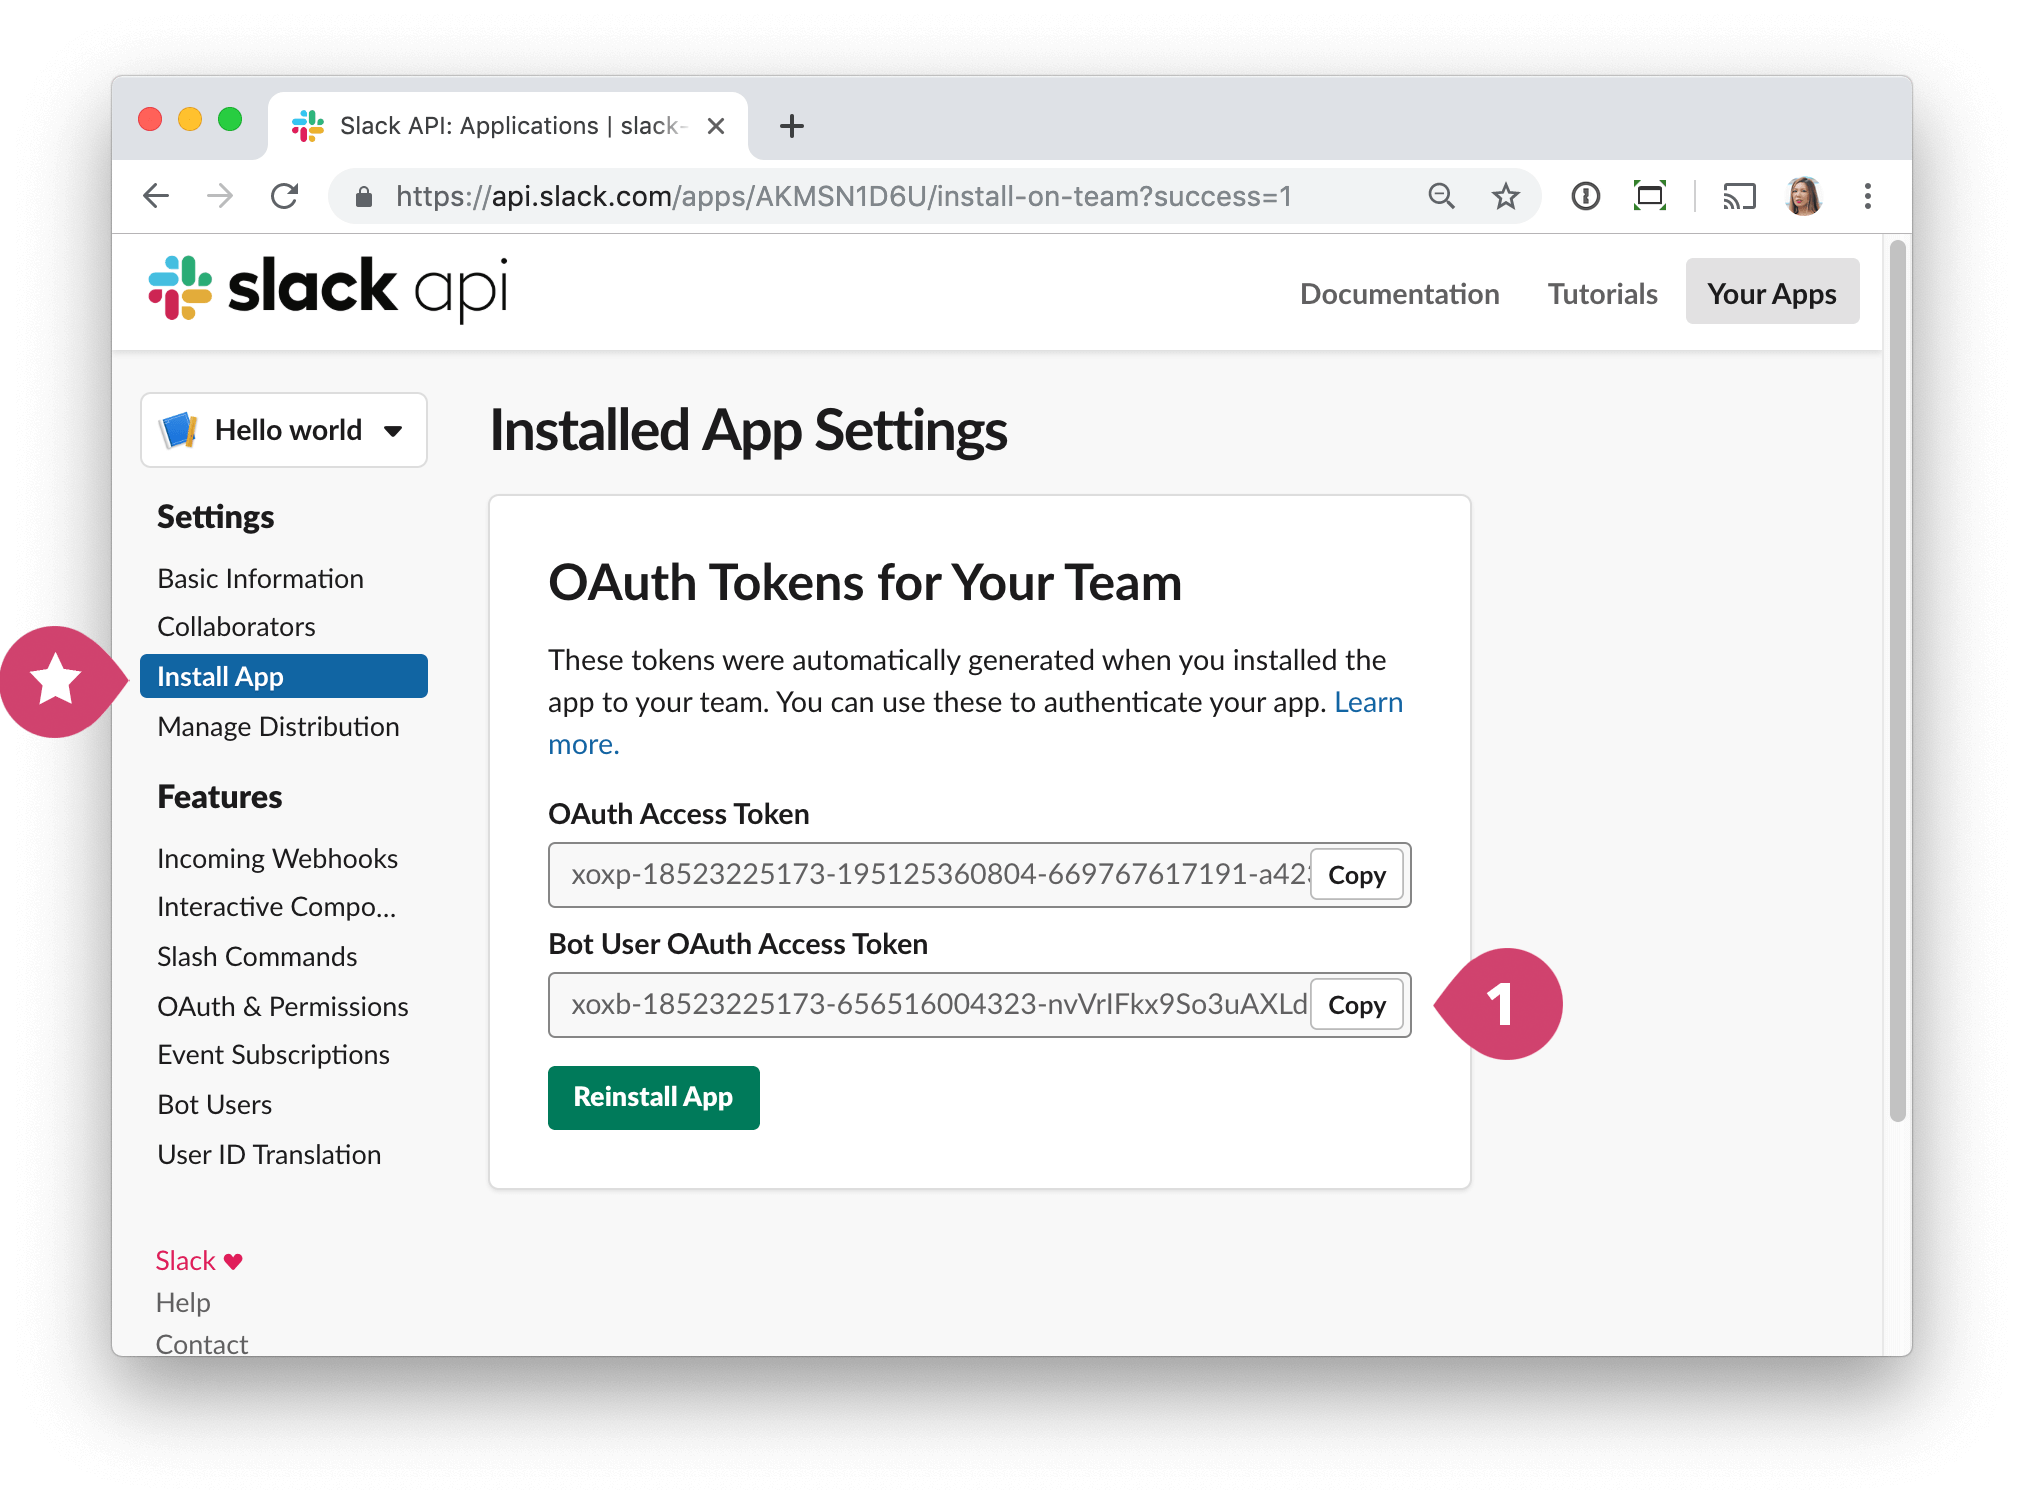 Slack API: Applications | slack-
https://api.slack.com/apps/AKMSN1D6U/install-on-team?success=1
slack api
Documentation
Tutorials
Your Apps
Hello world
Settings
Basic Information
Collaborators
Install App
Manage Distribution
Features
Incoming Webhooks
Interactive Compo...
Slash Commands
OAuth & Permissions
Event Subscriptions
Bot Users
User ID Translation
Slack ♥
Help
Contact
Installed App Settings
OAuth Tokens for Your Team
These tokens were automatically generated when you installed the
app to your team. You can use these to authenticate your app. Learn
more.
OAuth Access Token
xoxp-18523225173-195125360804-669767617191-a423
Copy
Bot User OAuth Access Token
xoxb-18523225173-656516004323-nvVrIFkx9So3uAXLd
Copy
1
Reinstall App